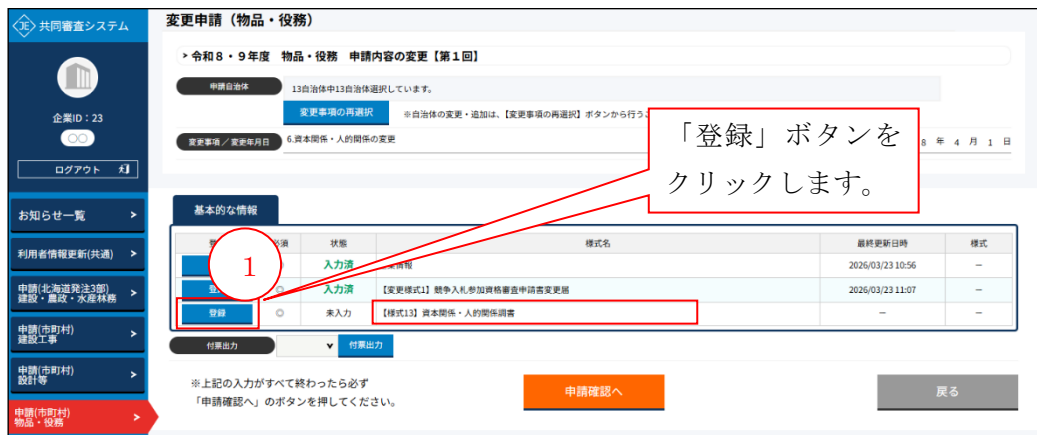 JE 共同審査システム
企業ID:23
○○
ログアウト
お知らせ一覧 >
利用者情報更新(共通) >
申請(北海道発注3部)
建設・農政・水産林務 >
申請(市町村)
建設工事 >
申請(市町村)
設計等 >
申請(市町村)
物品・役務 >
変更申請(物品・役務)
> 令和8・9年度 物品・役務 申請内容の変更【第1回】
申請自治体 13自治体中13自治体選択しています。
変更事項の再選択 ※自治体の変更・追加は、【変更事項の再選択】ボタンから行う
変更事項/変更年月日 6.資本関係・人的関係の変更 8 年 4 月 1 日
「登録」ボタンを
クリックします。
基本的な情報
状態 様式名 最終更新日時 様式
入力済 情報 2026/03/23 10:56 −
◎ 入力済 【変更様式1】競争入札参加資格審査申請書変更届 2026/03/23 11:07 −
登録 ◎ 未入力 【様式13】資本関係・人的関係調書 − −
1
付票出力 ∨ 付票出力
※上記の入力がすべて終わったら必ず
「申請確認へ」のボタンを押してください。
申請確認へ
戻る